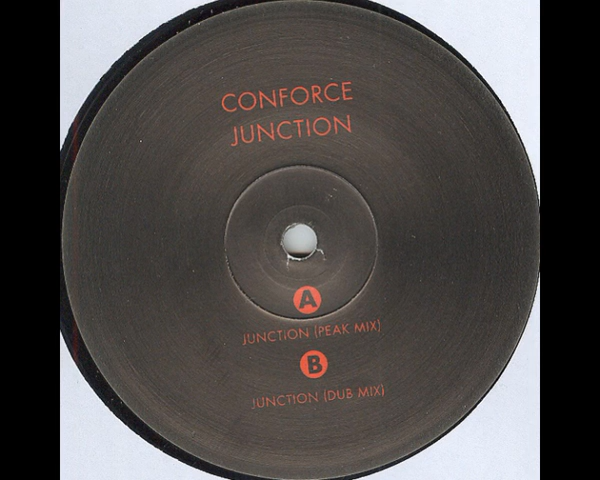 CONFORCE
JUNCTION
A
JUNCTION (PEAK MIX)
B
JUNCTION (DUB MIX)